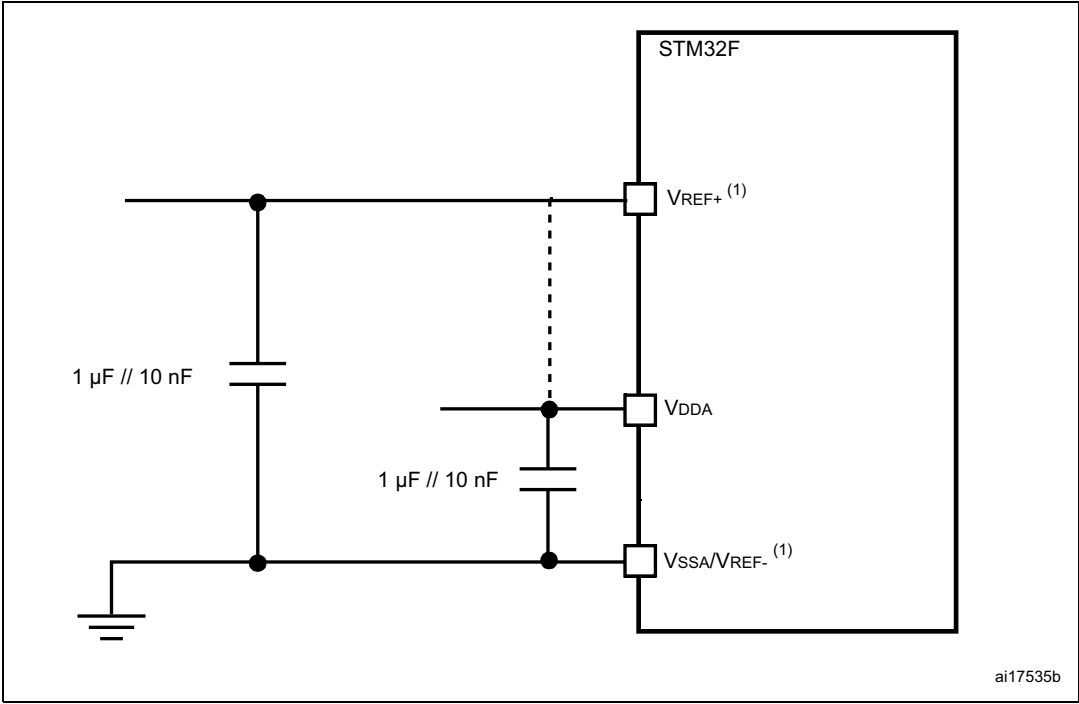 STM32F
VREF+ (1)
1 µF // 10 nF
VDDA
1 µF // 10 nF
VSSA/VREF- (1)
ai17535b